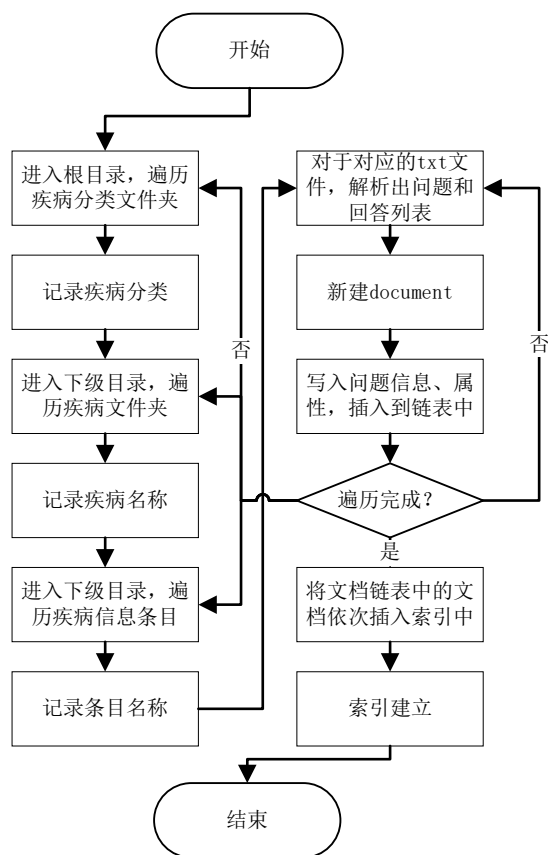 开始
进入根目录，遍历
疾病分类文件夹
记录疾病分类
进入下级目录，遍
历疾病文件夹
记录疾病名称
进入下级目录，遍
历疾病信息条目
记录条目名称
对于对应的txt文
件，解析出问题和
回答列表
新建document
写入问题信息、属
性，插入到链表中
遍历完成？
否
否
是
将文档链表中的文
档依次插入索引中
索引建立
结束